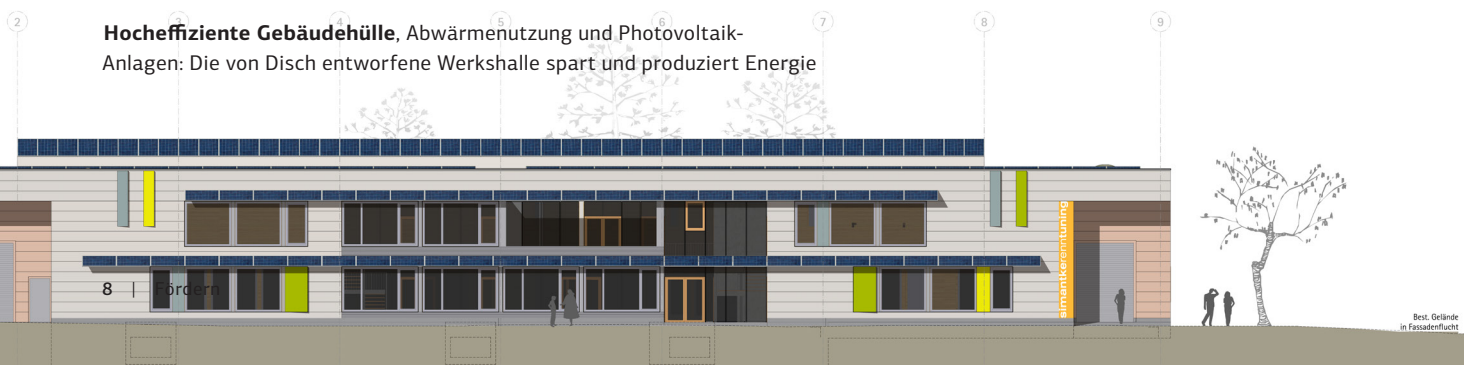 2 3 4 5 6 7 8 9
Hocheffiziente Gebäudehülle, Abwärmenutzung und Photovoltaik-
Anlagen: Die von Disch entworfene Werkshalle spart und produziert Energie
simantkerenntuning
8 | Fördern
Best. Gelände
in Fassadenflucht